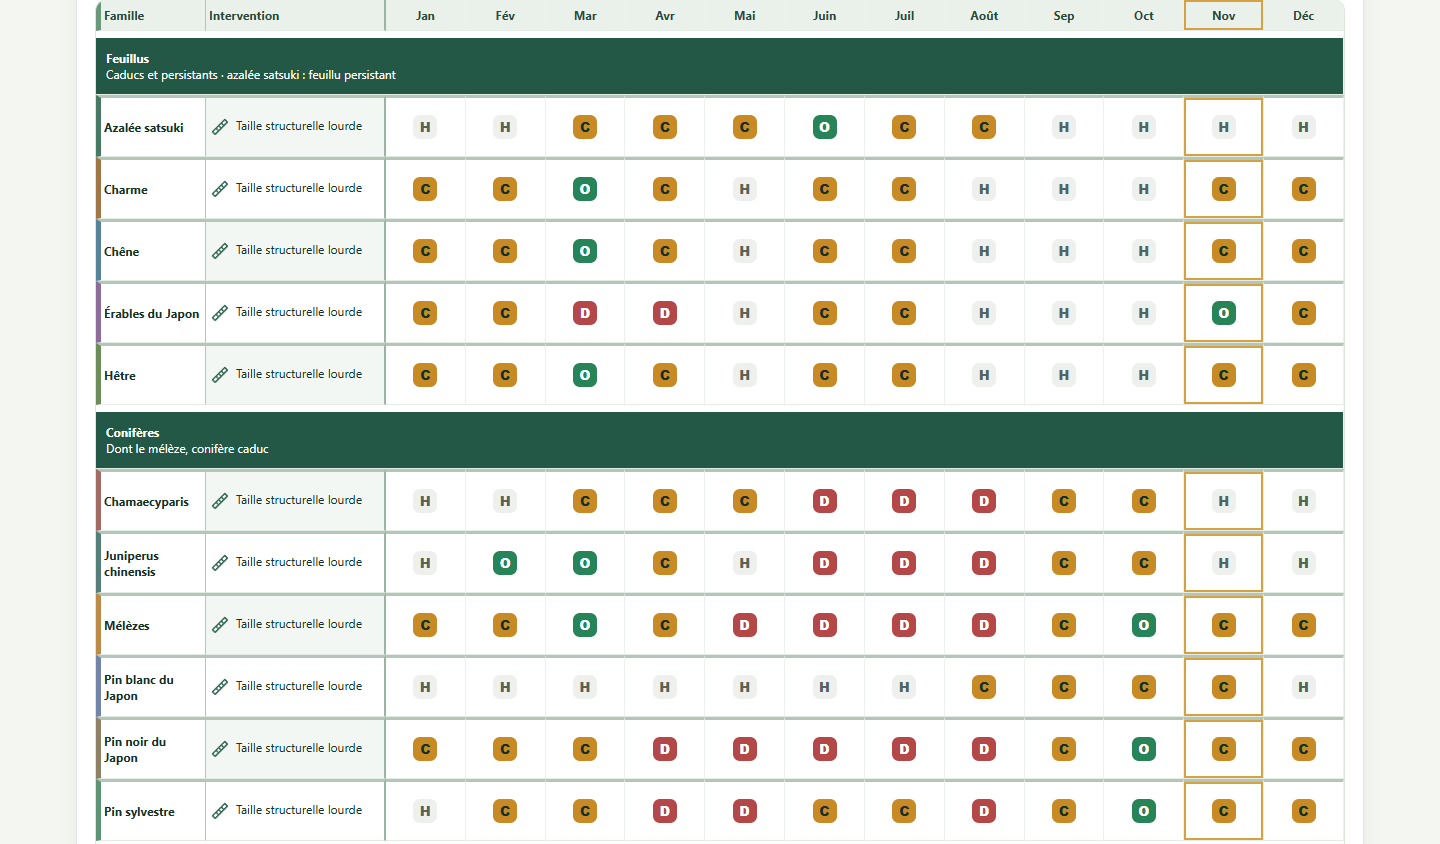 Famille Intervention Jan Fév Mar Avr Mai Juin Juil Août Sep Oct Nov Déc
Feuillus
Caducs et persistants · azalée satsuki : feuillu persistant
Azalée satsuki Taille structurelle lourde H H C C C O C C H H H H
Charme Taille structurelle lourde C C O C H C C H H H C C
Chêne Taille structurelle lourde C C O C H C C H H H C C
Érables du Japon Taille structurelle lourde C C D D H C C H H H O C
Hêtre Taille structurelle lourde C C O C H C C H H H C C
Conifères
Dont le mélèze, conifère caduc
Chamaecyparis Taille structurelle lourde H H C C C D D D C C H H
Juniperus
chinensis Taille structurelle lourde H O O C H D D D C C H H
Mélèzes Taille structurelle lourde C C O C D D D D C O C C
Pin blanc du
Japon Taille structurelle lourde H H H H H H H C C C C H
Pin noir du
Japon Taille structurelle lourde C C C D D D D D C O C C
Pin sylvestre Taille structurelle lourde H C C D D C C D C O C C